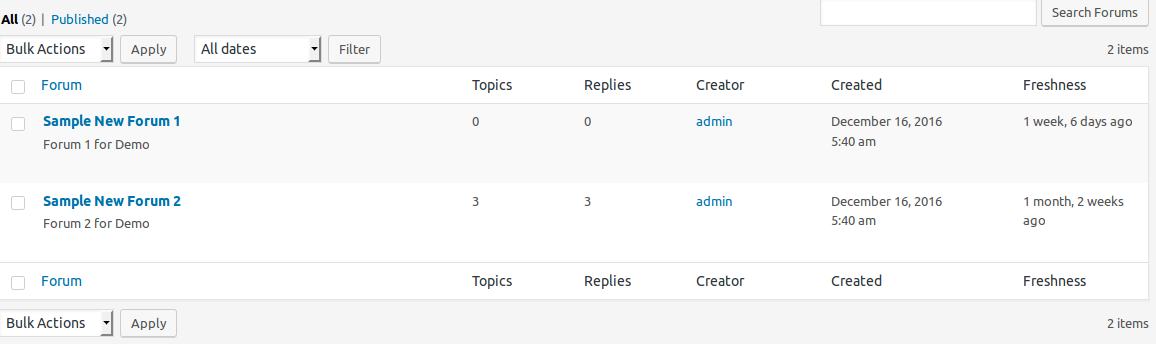 All (2) | Published (2)
Search Forums
Bulk Actions Apply All dates Filter 2 items
Forum Topics Replies Creator Created Freshness
Sample New Forum 1 0 0 admin December 16, 2016 1 week, 6 days ago
Forum 1 for Demo 5:40 am
Sample New Forum 2 3 3 admin December 16, 2016 1 month, 2 weeks
Forum 2 for Demo 5:40 am ago
Forum Topics Replies Creator Created Freshness
Bulk Actions Apply 2 items